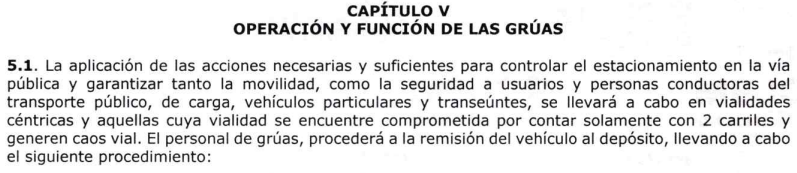 CAPÍTULO V
OPERACIÓN Y FUNCIÓN DE LAS GRÚAS
5.1. La aplicación de las acciones necesarias y suficientes para controlar el estacionamiento en la vía
pública y garantizar tanto la movilidad, como la seguridad a usuarios y personas conductoras del
transporte público, de carga, vehículos particulares y transeúntes, se llevará a cabo en vialidades
céntricas y aquellas cuya vialidad se encuentre comprometida por contar solamente con 2 carriles y
generen caos vial. El personal de grúas, procederá a la remisión del vehículo al depósito, llevando a cabo
el siguiente procedimiento: